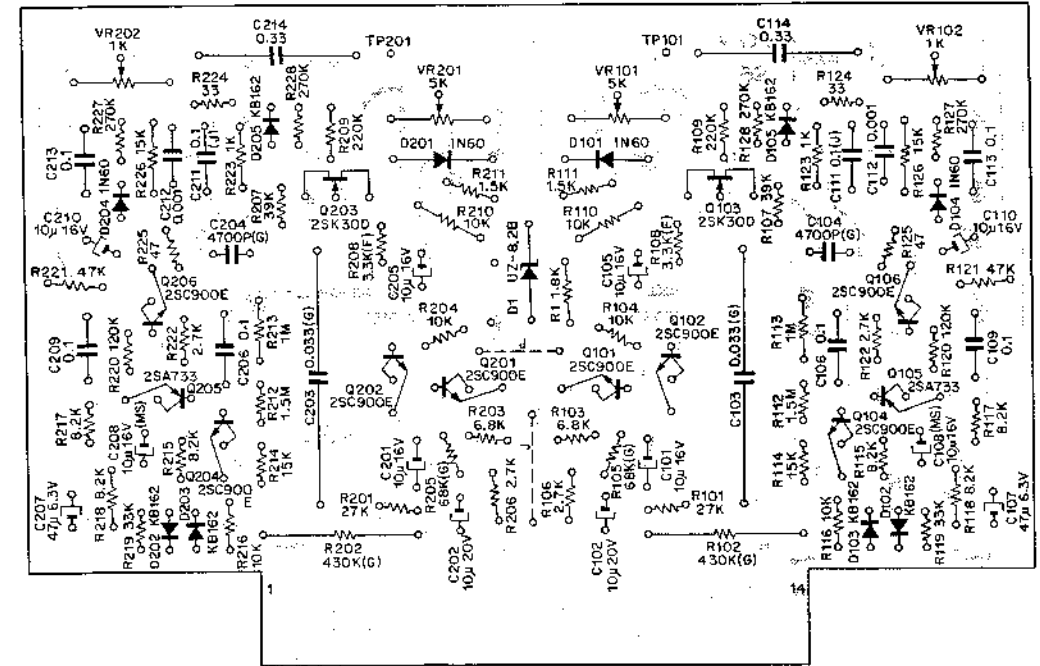 C214
0.33
C114
0.33
VR202
1K
TP201
TP101
VR102
1K
R224
33
R228
270K
VR201
5K
VR101
5K
R124
33
R227
270K
D205 KB162
R209
220K
R109
220K
R128 270K
D105 KB162
R127
270K
C213
0.1
R226 15K
C211 0.1
(J)
R223 1K
D201 1N60
D101 1N60
R123 1K
C111 0.1(J)
C112 0.001
R126 15K
C113 0.1
D204 1N60
C212
0.001
R207
39K
Q203
2SK30D
R211
1.5K
R111
1.5K
Q103
2SK30D
R107 39K
D104 1N60
C210
10μ 16V
R225
47
C204
4700P(G)
R208
3.3K(F)
R210
10K
R110
10K
R108
3.3K(F)
C104
4700P(G)
R125
47
C110
10μ16V
R221 47K
Q206
2SC900E
C205
10μ 16V
D1 UZ-8.2B
R1 1.8K
C105
10μ 16V
Q106
2SC900E
R121 47K
C209
0.1
R220 120K
R222
2.7K
C206 0.1
R213
1M
C203 0.033(G)
R204
10K
R104
10K
Q102
2SC900E
C103 0.033(G)
R113
1M
C106 0.1
R122 2.7K
R120 120K
C109
0.1
2SA733
Q205
Q202
2SC900E
Q201
2SC900E
Q101
2SC900E
Q105
2SA733
R217
8.2K
C208
10μ16V
(MS)
R215
8.2K
R212
1.5M
R203
6.8K
R103
6.8K
R112
1.5M
Q104
2SC900E
R115
8.2K
C108(MS)
10μ16V
R117
8.2K
Q204
2SC900
E
R214
15K
C201
10μ 16V
R205
68K(G)
R206 2.7K
R106
2.7K
R105
68K(G)
C101
10μ 16V
R114
15K
C207
47μ 6.3V
R218 8.2K
R219 33K
D202 KB162
D203
KB162
R216
10K
R201
27K
R101
27K
R116 10K
D103 KB162
D102
KB162
R119 33K
R118 8.2K
C107
47μ 6.3V
R202
430K(G)
C202
10μ 20V
C102
10μ 20V
R102
430K(G)
1
14